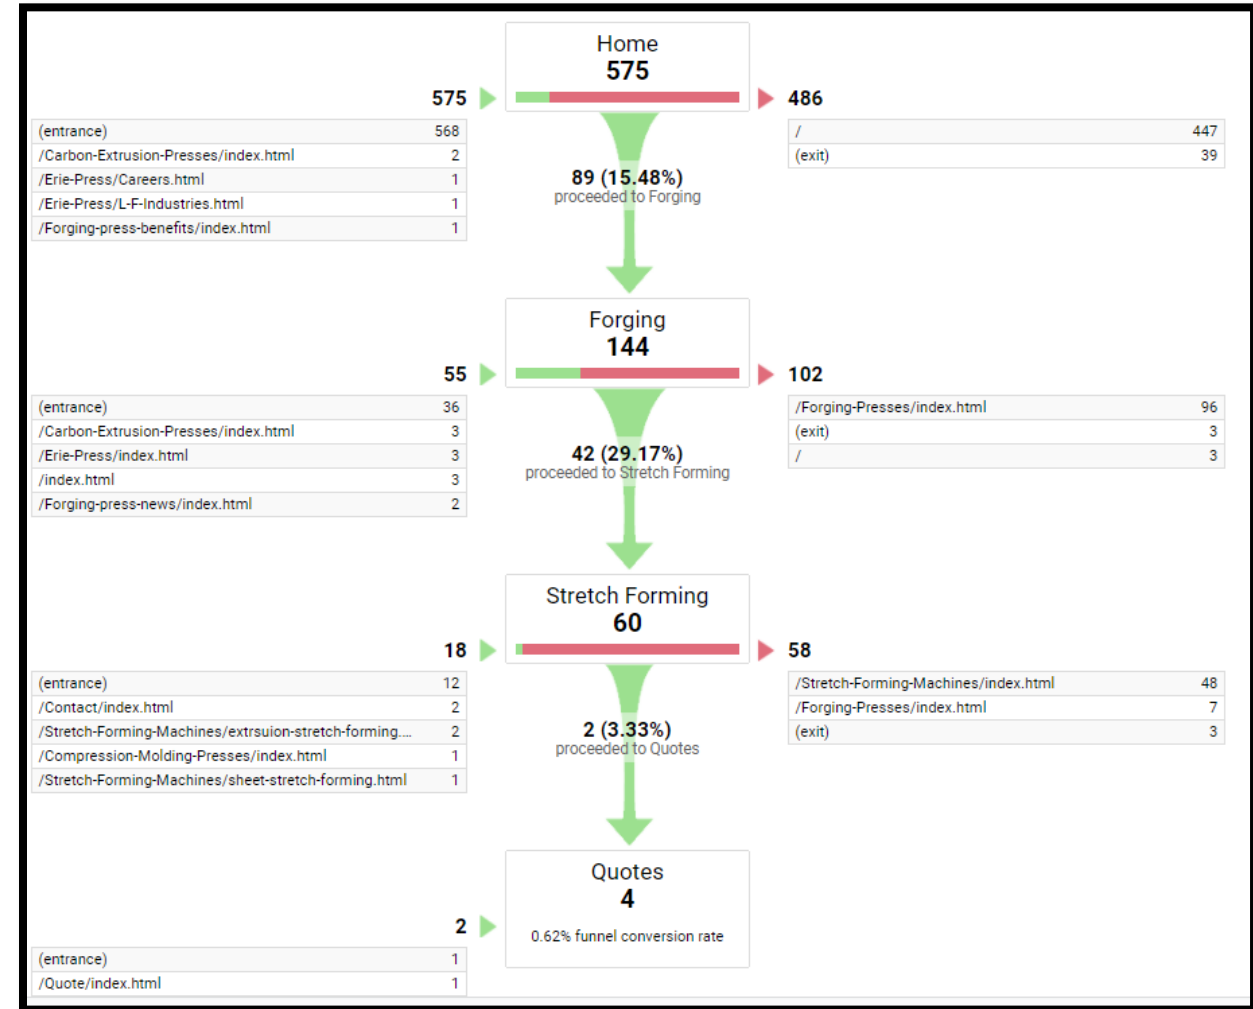 Home
575
575
486
(entrance) 568
/Carbon-Extrusion-Presses/index.html 2
/Erie-Press/Careers.html 1
/Erie-Press/L-F-Industries.html 1
/Forging-press-benefits/index.html 1
/ 447
(exit) 39
89 (15.48%)
proceeded to Forging
Forging
144
55
102
(entrance) 36
/Carbon-Extrusion-Presses/index.html 3
/Erie-Press/index.html 3
/index.html 3
/Forging-press-news/index.html 2
/Forging-Presses/index.html 96
(exit) 3
/ 3
42 (29.17%)
proceeded to Stretch Forming
Stretch Forming
60
18
58
(entrance) 12
/Contact/index.html 2
/Stretch-Forming-Machines/extrsuion-stretch-forming.... 2
/Compression-Molding-Presses/index.html 1
/Stretch-Forming-Machines/sheet-stretch-forming.html 1
/Stretch-Forming-Machines/index.html 48
/Forging-Presses/index.html 7
(exit) 3
2 (3.33%)
proceeded to Quotes
Quotes
4
0.62% funnel conversion rate
2
(entrance) 1
/Quote/index.html 1